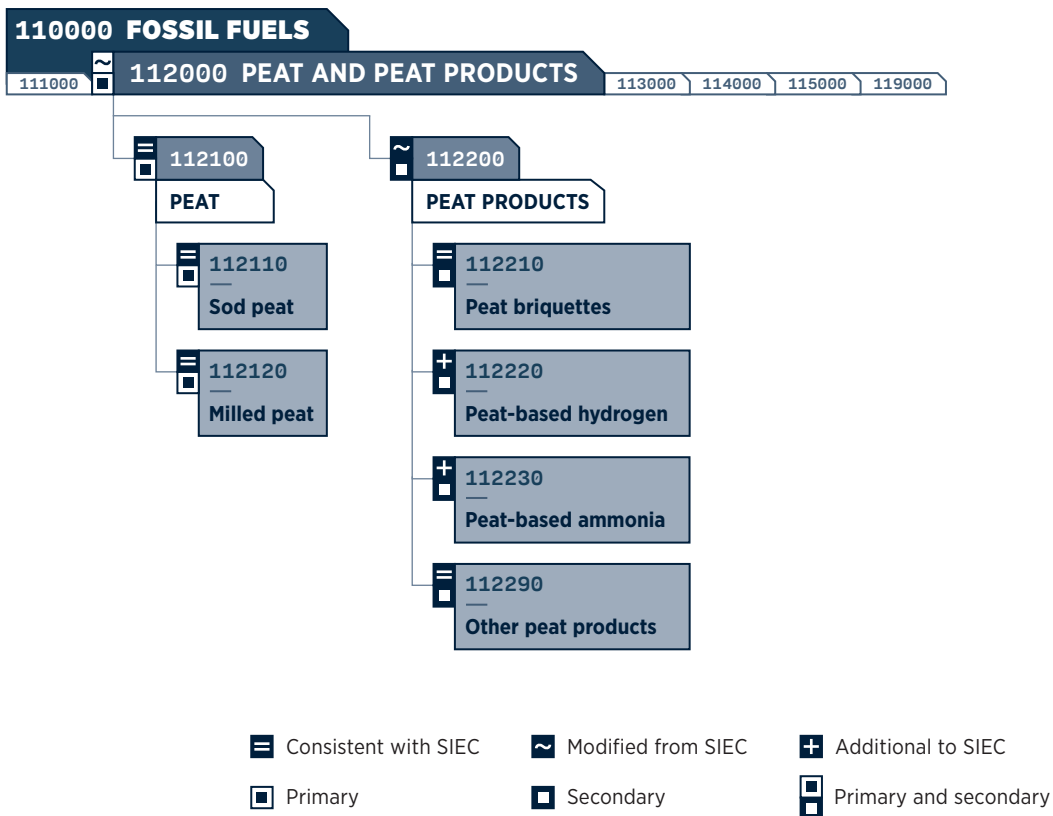 110000 FOSSIL FUELS
111000 ~ 112000 PEAT AND PEAT PRODUCTS 113000 114000 115000 119000
= 112100 ~ 112200
PEAT PEAT PRODUCTS
= 112110 = 112210
Sod peat Peat briquettes
= 112120 + 112220
Milled peat Peat-based hydrogen
+ 112230
Peat-based ammonia
= 112290
Other peat products
= Consistent with SIEC ~ Modified from SIEC + Additional to SIEC
Primary Secondary Primary and secondary